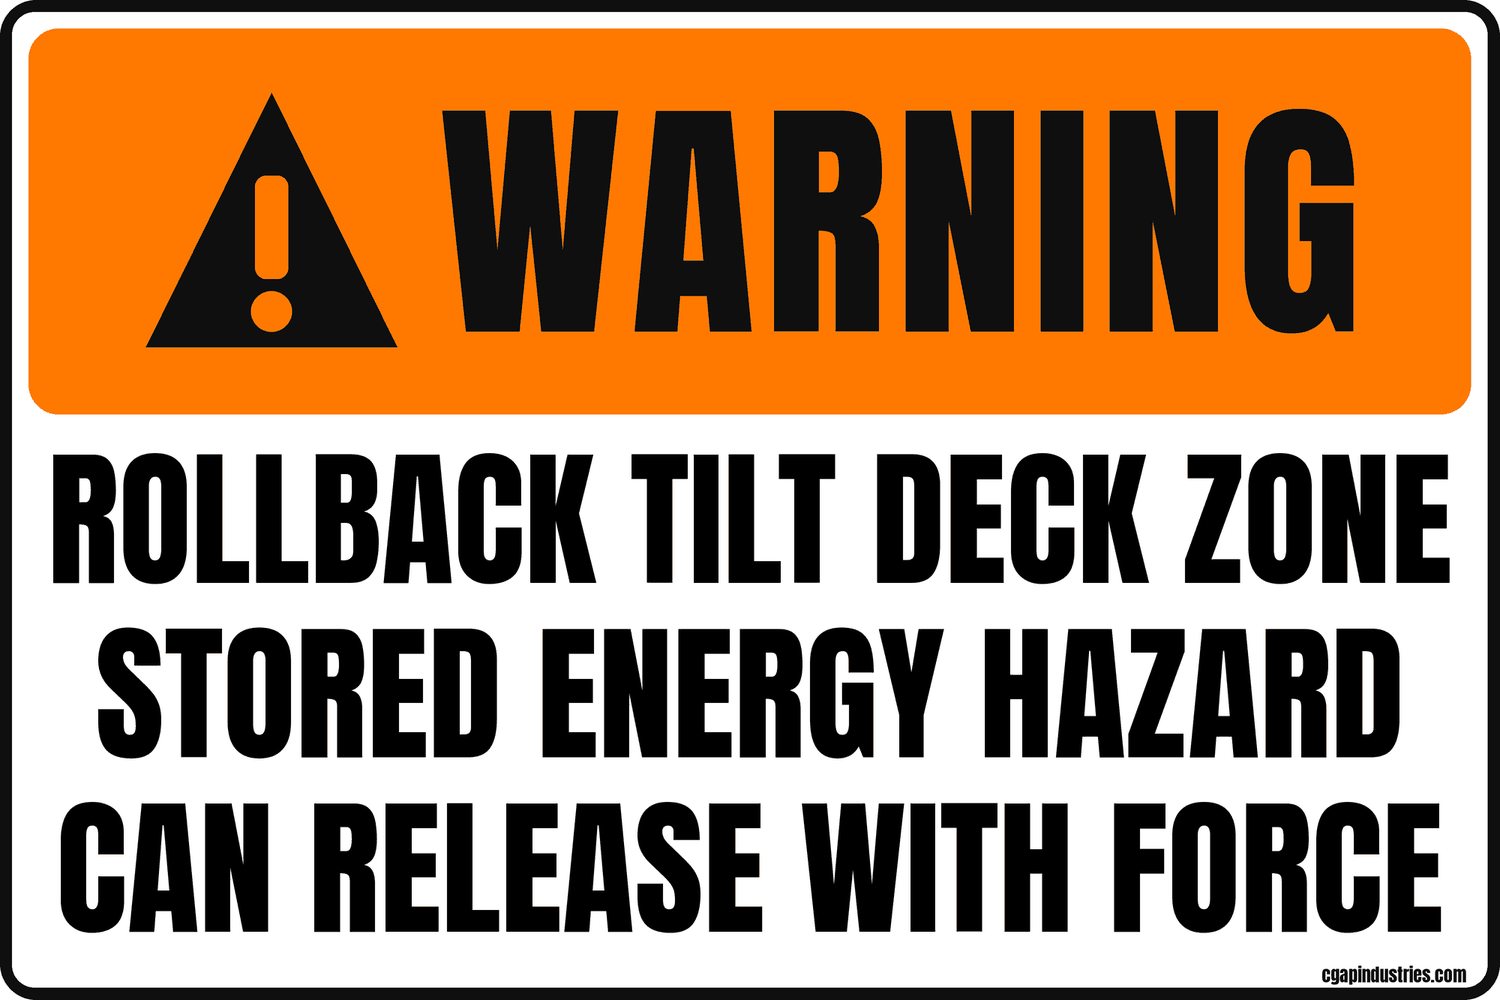 WARNING
ROLLBACK TILT DECK ZONE
STORED ENERGY HAZARD
CAN RELEASE WITH FORCE
cgapindustries.com